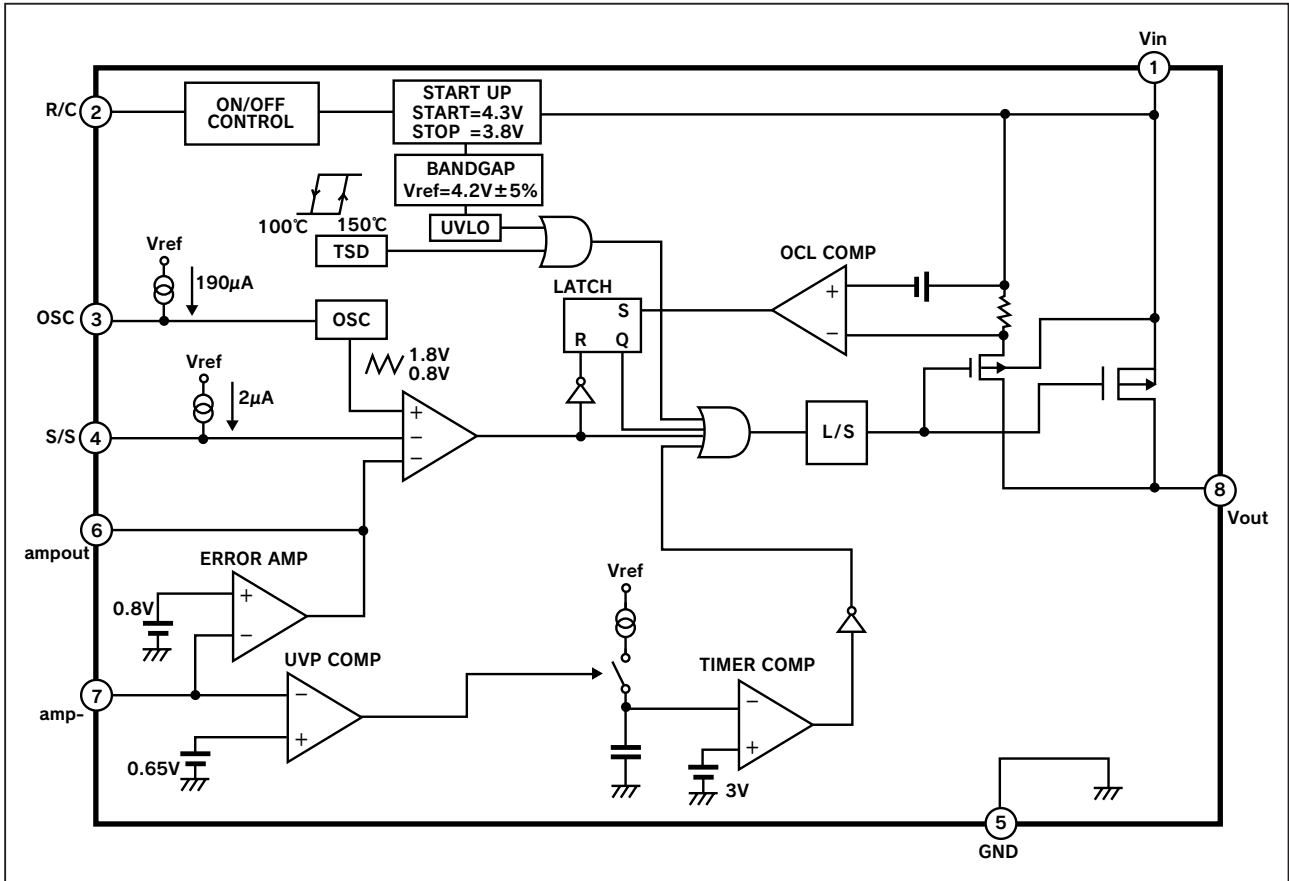 Vin
1
R/C
2
ON/OFF
CONTROL
START UP
START=4.3V
STOP =3.8V
BANDGAP
Vref=4.2V±5%
100℃
150℃
UVLO
TSD
Vref
190μA
OSC
3
OSC
1.8V
0.8V
LATCH
S
R
Q
OCL COMP
+
−
Vref
2μA
S/S
4
+
−
−
L/S
8
Vout
6
ampout
ERROR AMP
0.8V
+
−
UVP COMP
7
amp-
−
+
0.65V
Vref
TIMER COMP
−
+
3V
5
GND